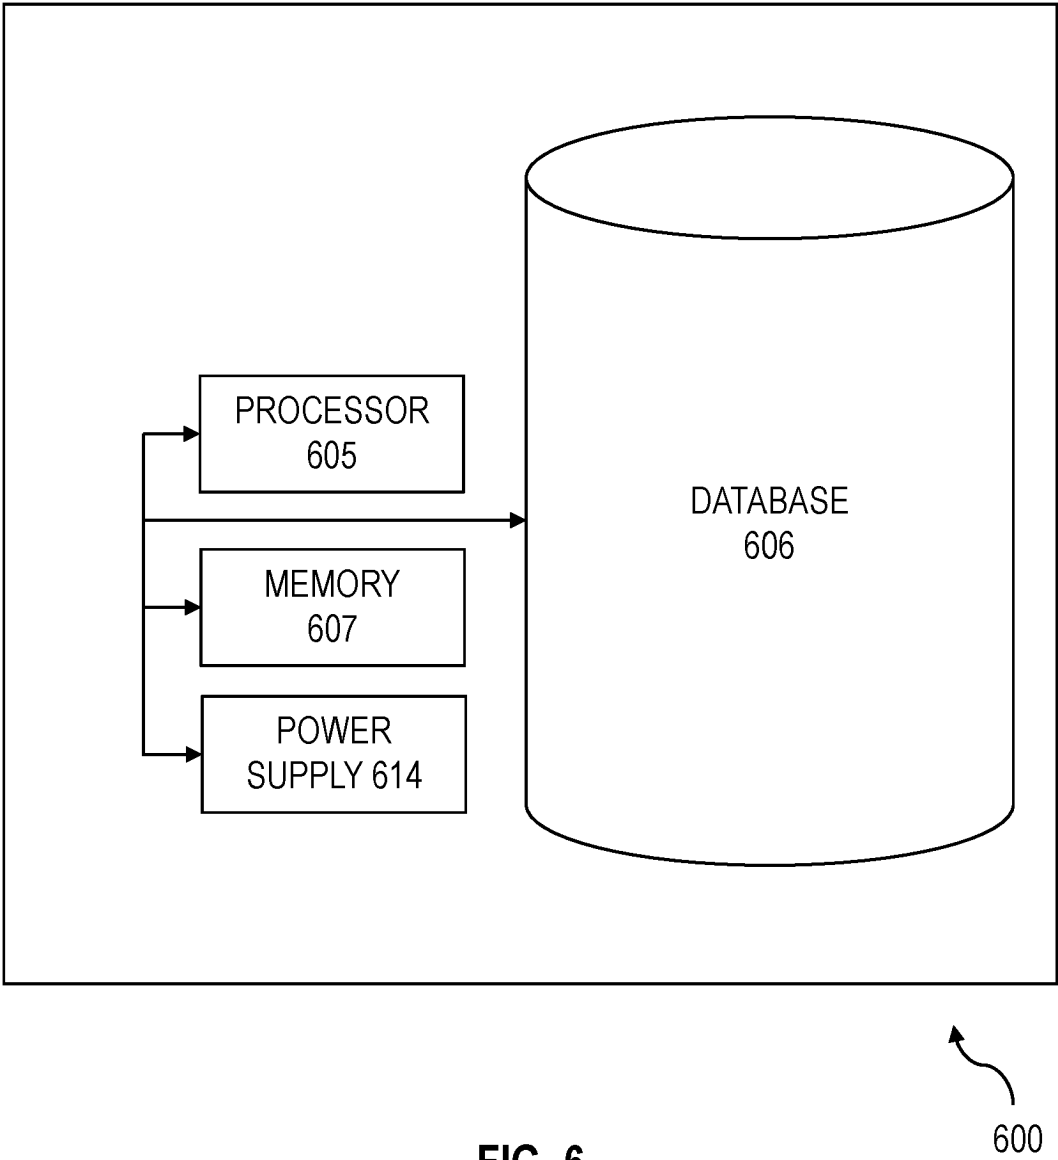 PROCESSOR
605
DATABASE
606
MEMORY
607
POWER
SUPPLY 614
600
FIG. 6